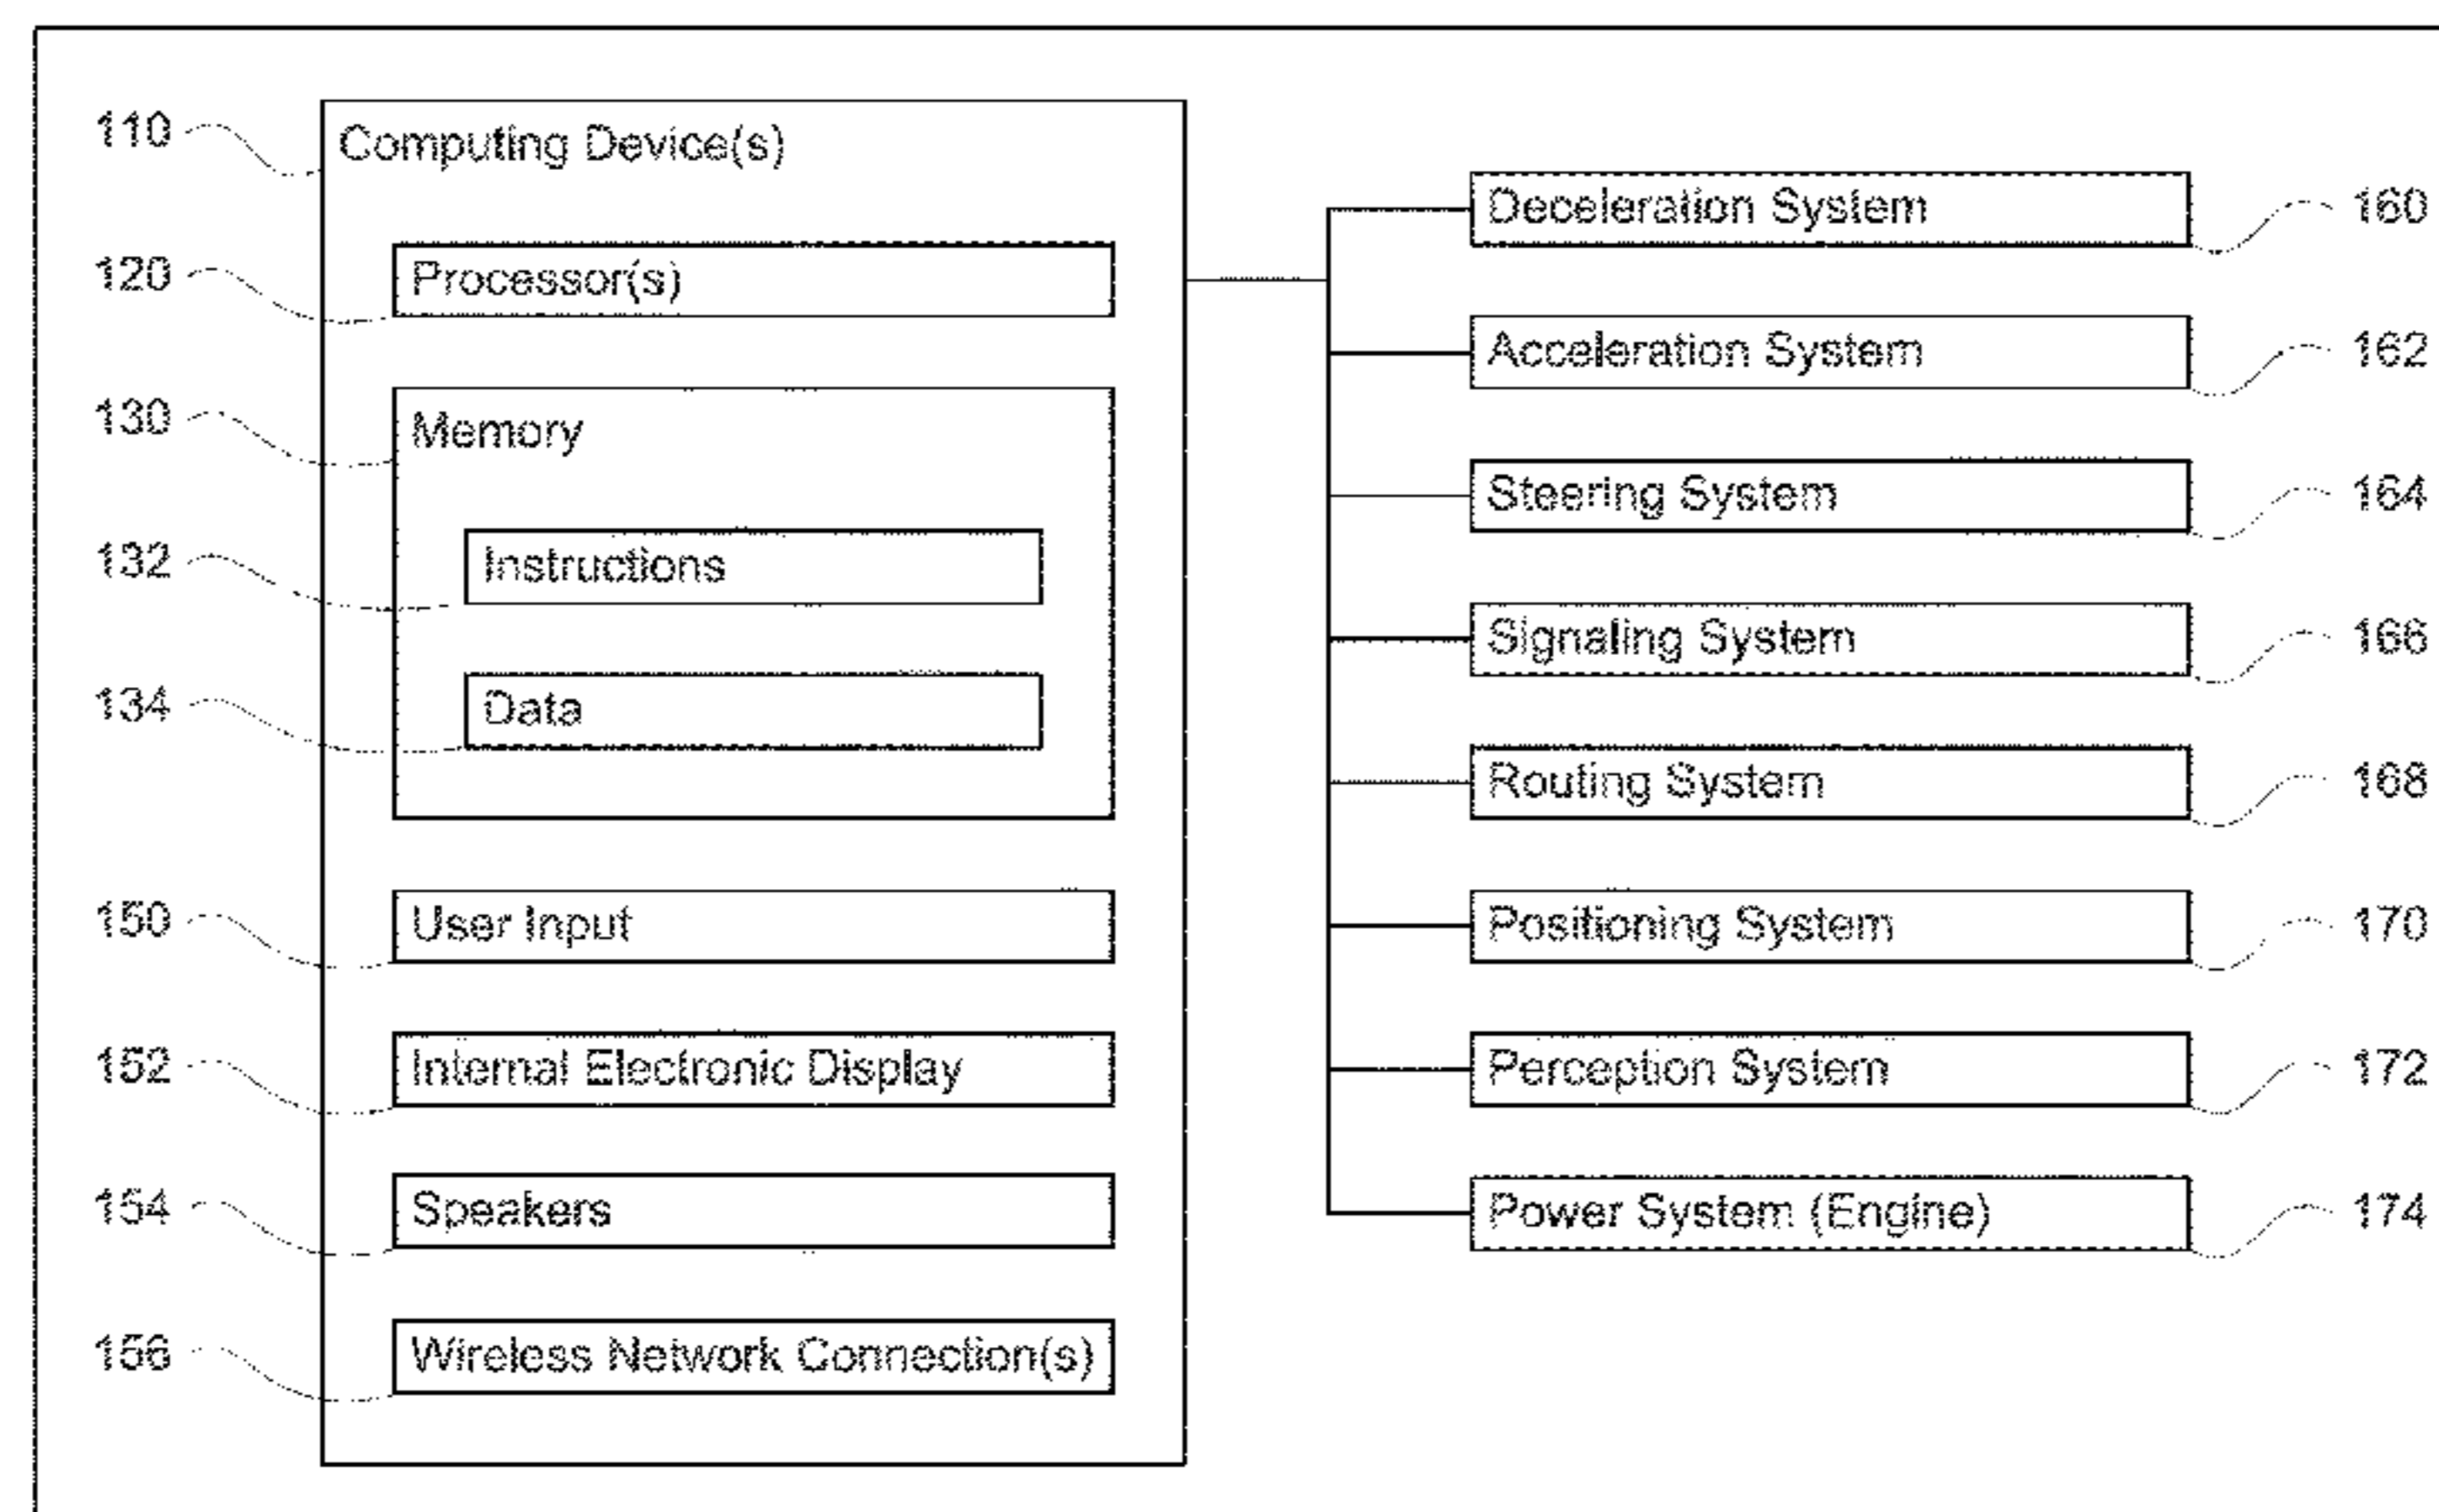 110 Computing Device(s)
120 Processor(s)
130 Memory
132 Instructions
134 Data
150 User Input
152 Internal Electronic Display
154 Speakers
156 Wireless Network Connection(s)
Deceleration System 160
Acceleration System 162
Steering System 164
Signaling System 166
Routing System 168
Positioning System 170
Perception System 172
Power System (Engine) 174